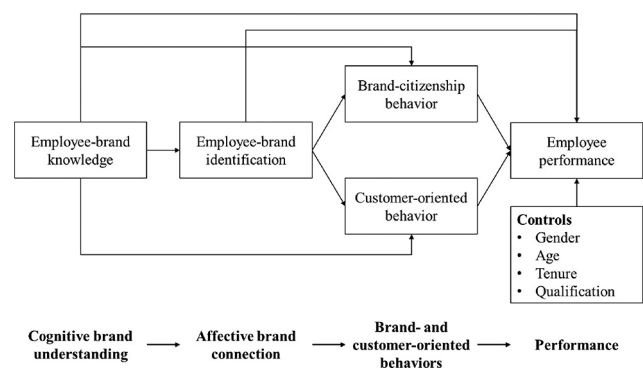 Brand-citizenship
behavior
Employee-brand
knowledge
Employee-brand
identification
Employee
performance
Customer-oriented
behavior
Controls
• Gender
• Age
• Tenure
• Qualification
Cognitive brand
understanding
Affective brand
connection
Brand- and
customer-oriented
behaviors
Performance